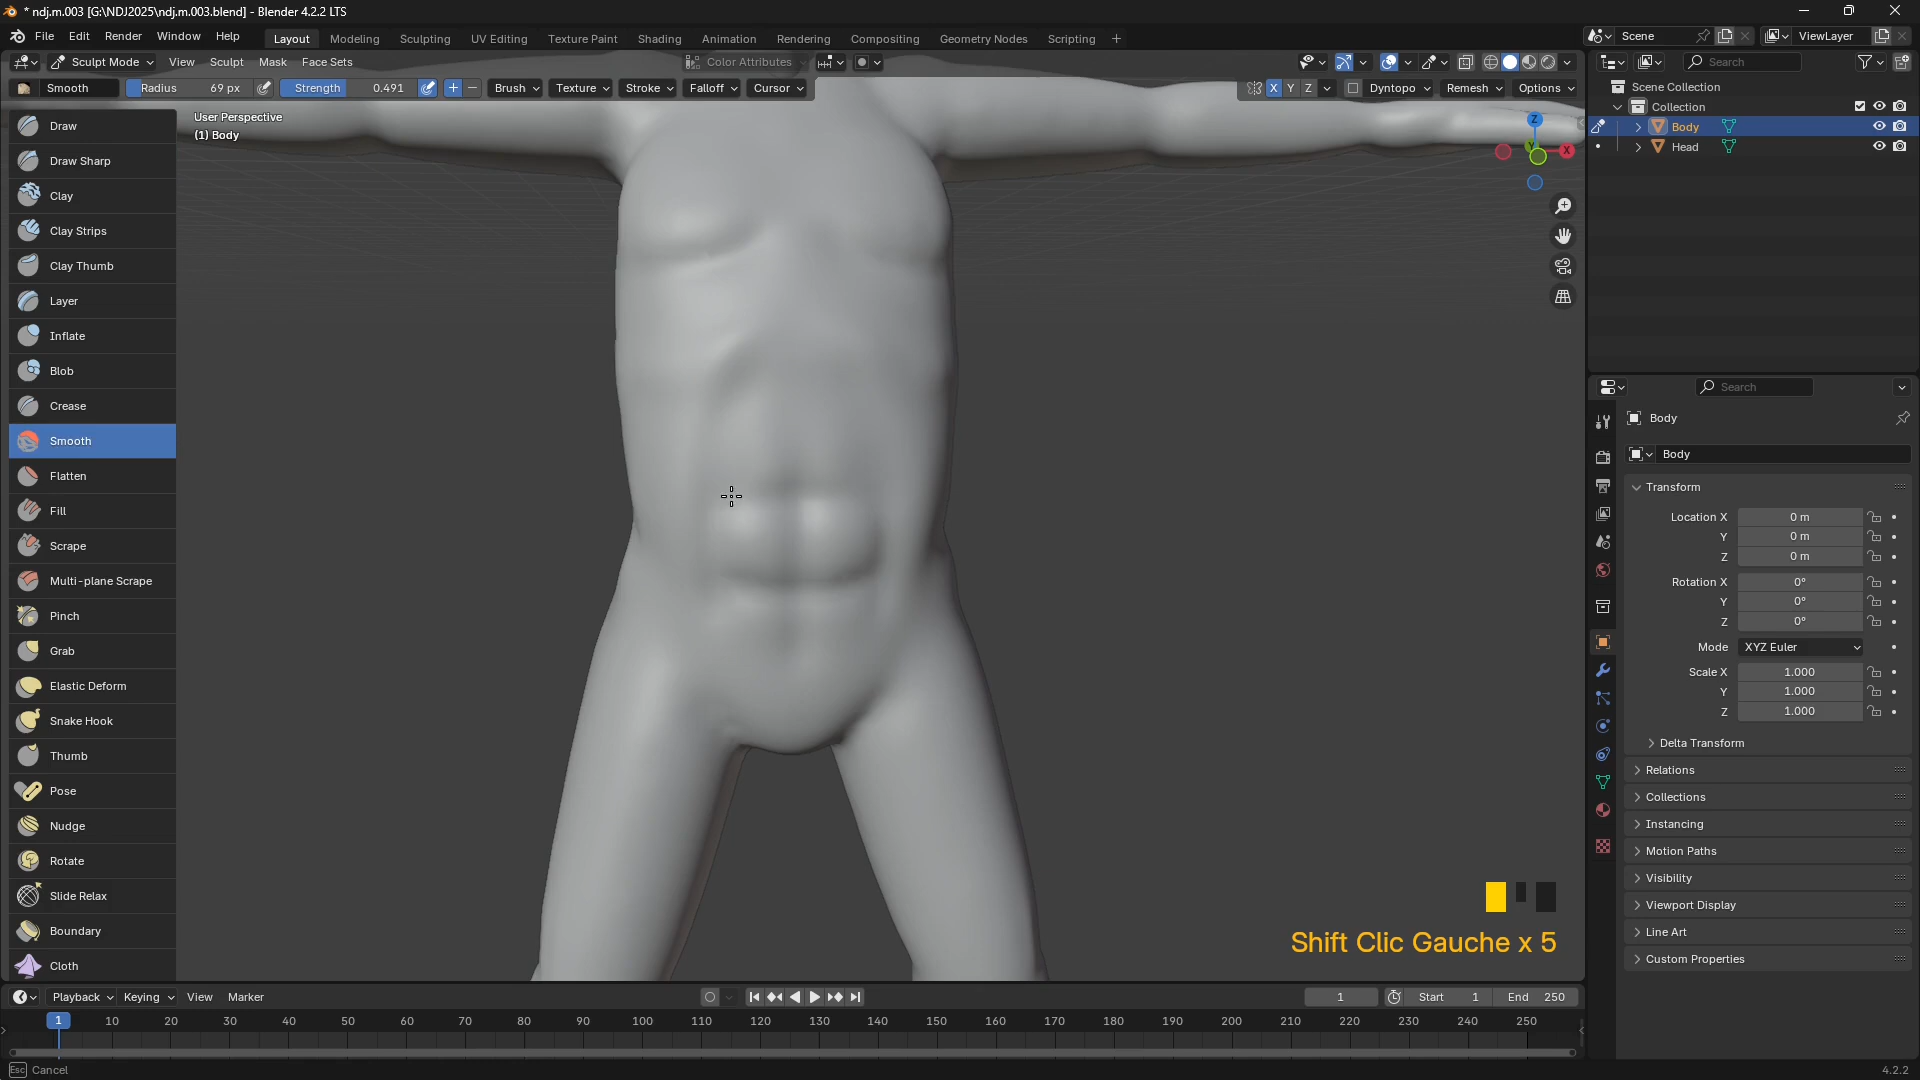 * ndj.m.003 [G:\NDJ2025\ndj.m.003.blend] - Blender 4.2.2 LTS
File Edit Render Window Help Layout Modeling Sculpting UV Editing Texture Paint Shading Animation Rendering Compositing Geometry Nodes Scripting + Scene ViewLayer
Sculpt Mode View Sculpt Mask Face Sets Color Attributes Search
Smooth Radius 69 px Strength 0.491 Brush Texture Stroke Falloff Cursor X Y Z Dyntopo Remesh Options
Scene Collection
Collection
Body
Head
User Perspective
(1) Body
Z
X
Y
Draw
Draw Sharp
Clay
Clay Strips
Clay Thumb
Layer
Inflate
Blob
Crease
Smooth
Flatten
Fill
Scrape
Multi-plane Scrape
Pinch
Grab
Elastic Deform
Snake Hook
Thumb
Pose
Nudge
Rotate
Slide Relax
Boundary
Cloth
Search
Body
Body
Transform
Location X 0 m
Y 0 m
Z 0 m
Rotation X 0°
Y 0°
Z 0°
Mode XYZ Euler
Scale X 1.000
Y 1.000
Z 1.000
Delta Transform
Relations
Collections
Instancing
Motion Paths
Visibility
Viewport Display
Line Art
Custom Properties
Shift Clic Gauche x 5
Playback Keying View Marker 1 Start 1 End 250
1 10 20 30 40 50 60 70 80 90 100 110 120 130 140 150 160 170 180 190 200 210 220 230 240 250
Esc Cancel 4.2.2